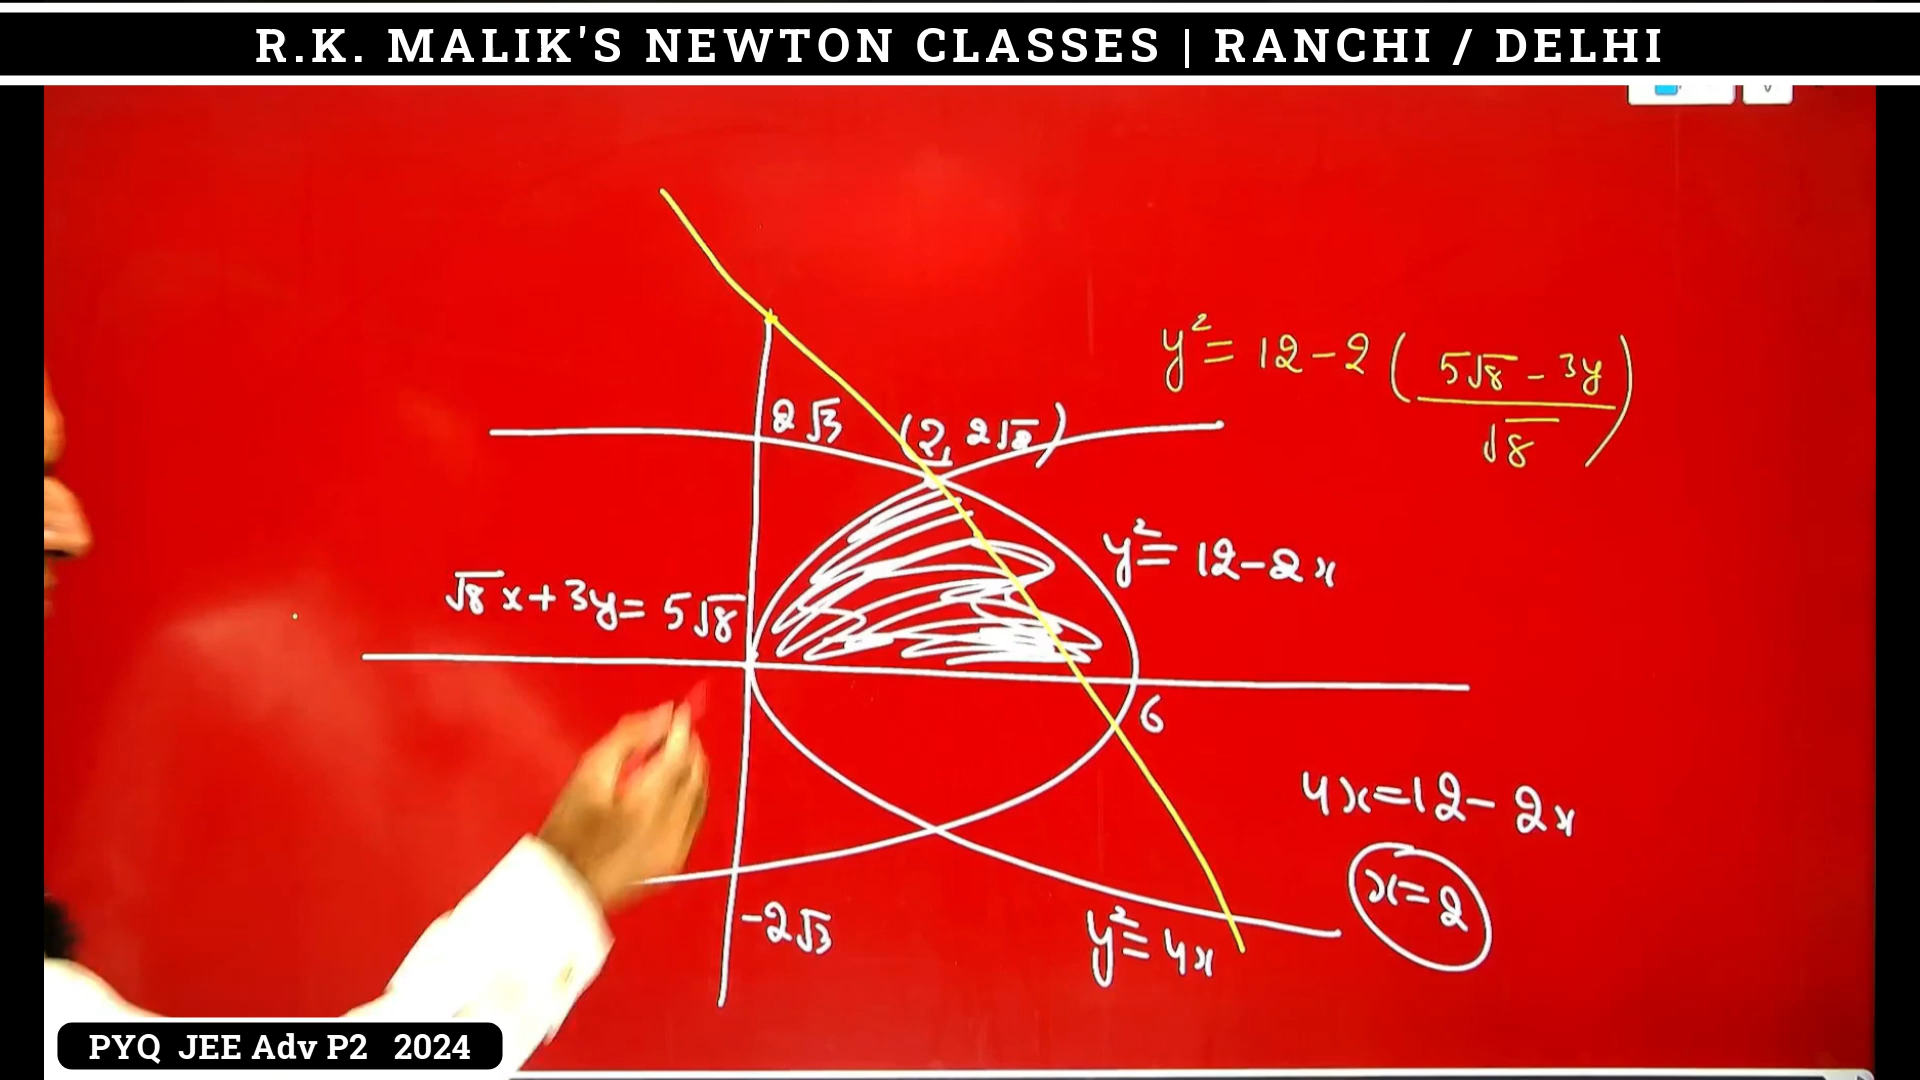 R.K. MALIK'S NEWTON CLASSES | RANCHI / DELHI
y² = 12 - 2 ( (5√8 - 3y) / √8 )
2√3
(2, 2√2)
y² = 12 - 2x
√8 x + 3y = 5√8
6
4x = 12 - 2x
x = 2
-2√3
y² = 4x
PYQ JEE Adv P2 2024